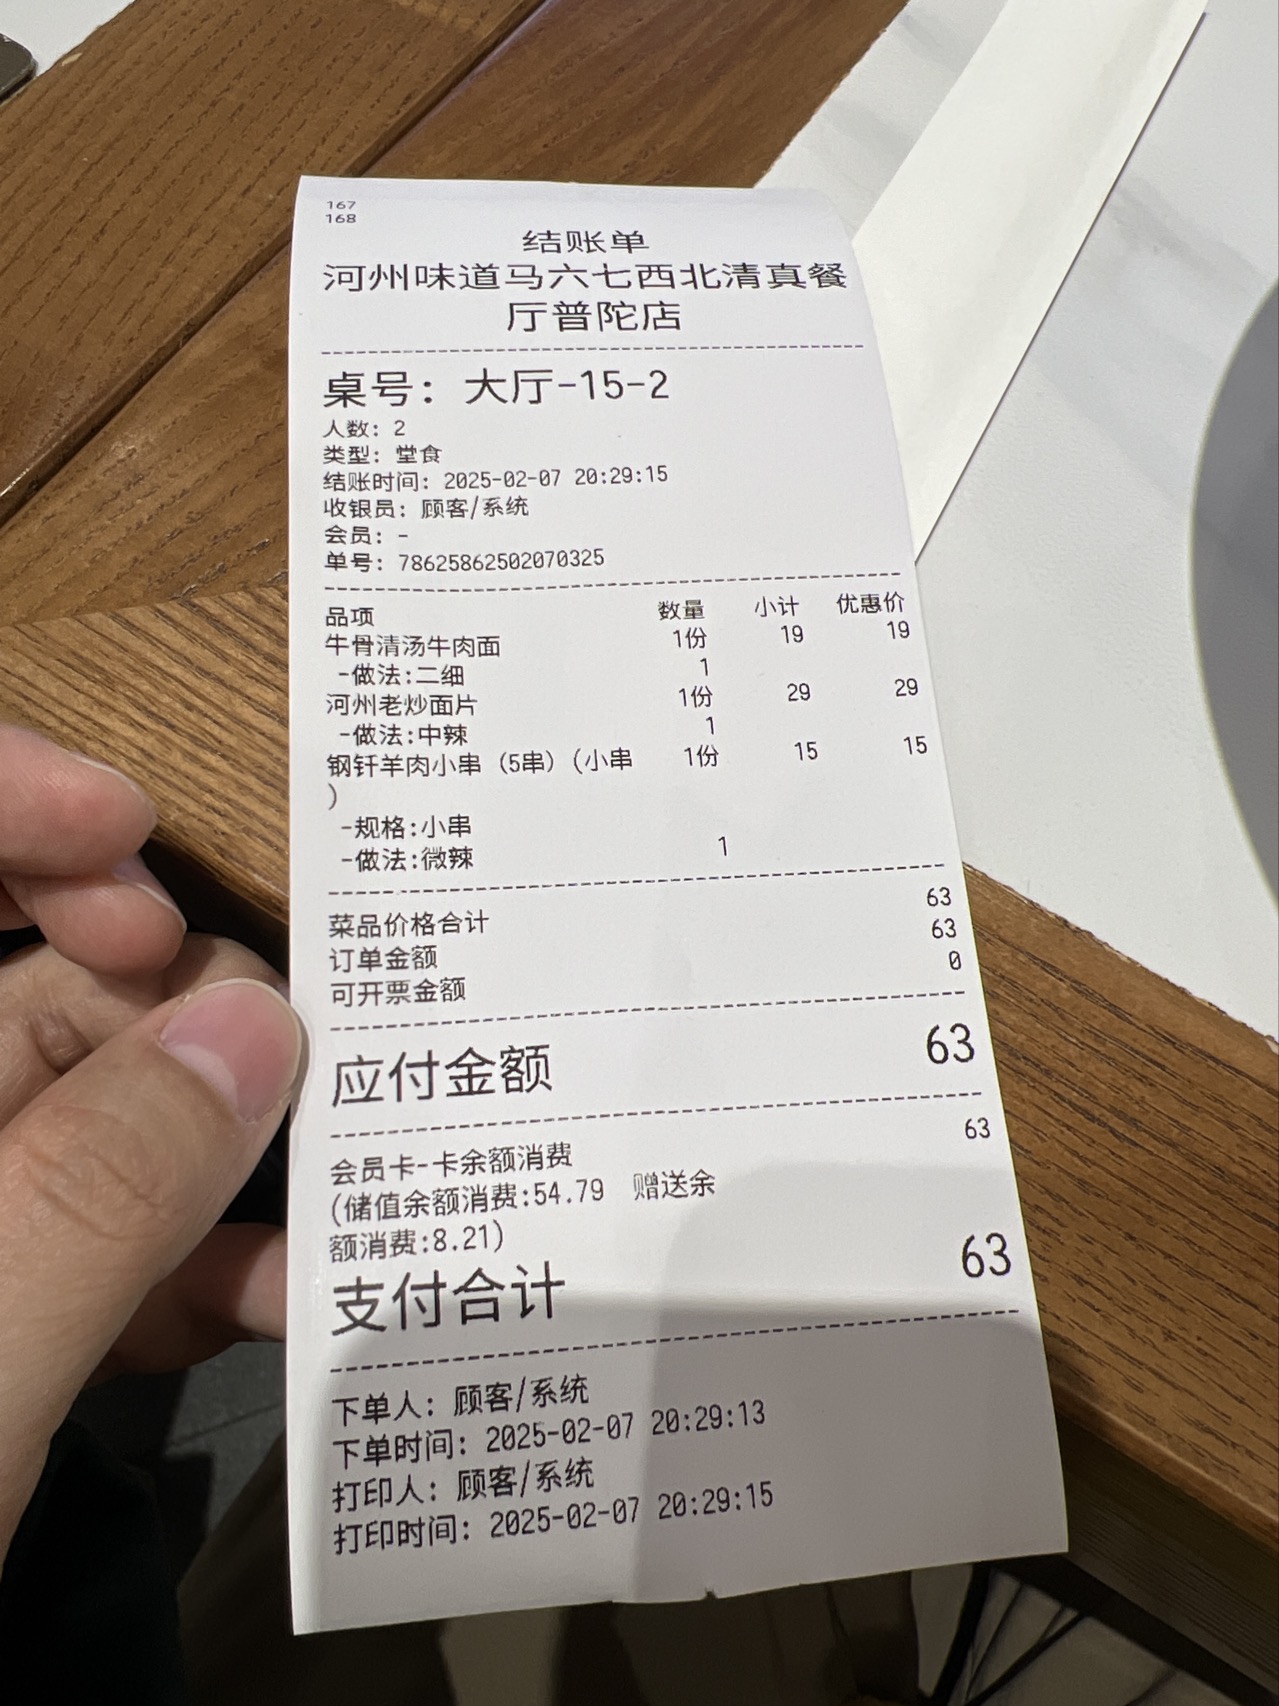 167
168
结账单
河州味道马六七西北清真餐
厅普陀店
桌号：大厅-15-2
人数：2
类型：堂食
结账时间：2025-02-07 20:29:15
收银员：顾客/系统
会员：-
单号：78625862502070325
品项 数量 小计 优惠价
牛骨清汤牛肉面 1份 19 19
-做法:二细 1
河州老炒面片 1份 29 29
-做法:中辣 1
钢钎羊肉小串（5串）(小串 1份 15 15
)
-规格:小串
-做法:微辣 1
菜品价格合计 63
订单金额 63
可开票金额 0
应付金额 63
会员卡-卡余额消费 63
(储值余额消费:54.79 赠送余
额消费:8.21)
支付合计 63
下单人：顾客/系统
下单时间：2025-02-07 20:29:13
打印人：顾客/系统
打印时间：2025-02-07 20:29:15